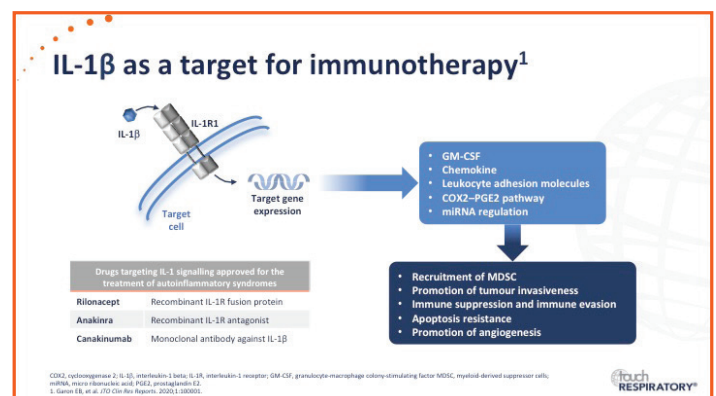 IL-1β as a target for immunotherapy1
IL-1β
IL-1R1
Target
cell
Target gene
expression
• GM-CSF
• Chemokine
• Leukocyte adhesion molecules
• COX2–PGE2 pathway
• miRNA regulation
• Recruitment of MDSC
• Promotion of tumour invasiveness
• Immune suppression and immune evasion
• Apoptosis resistance
• Promotion of angiogenesis
Drugs targeting IL-1 signalling approved for the
treatment of autoinflammatory syndromes
Rilonacept Recombinant IL-1R fusion protein
Anakinra Recombinant IL-1R antagonist
Canakinumab Monoclonal antibody against IL-1β
COX2, cyclooxygenase 2; IL-1β, interleukin-1 beta; IL-1R, interleukin-1 receptor; GM-CSF, granulocyte-macrophage colony-stimulating factor MDSC, myeloid-derived suppressor cells;
miRNA, micro ribonucleic acid; PGE2, prostaglandin E2.
1. Garon EB, et al. JTO Clin Res Reports. 2020;1:100001.
touch
RESPIRATORY®